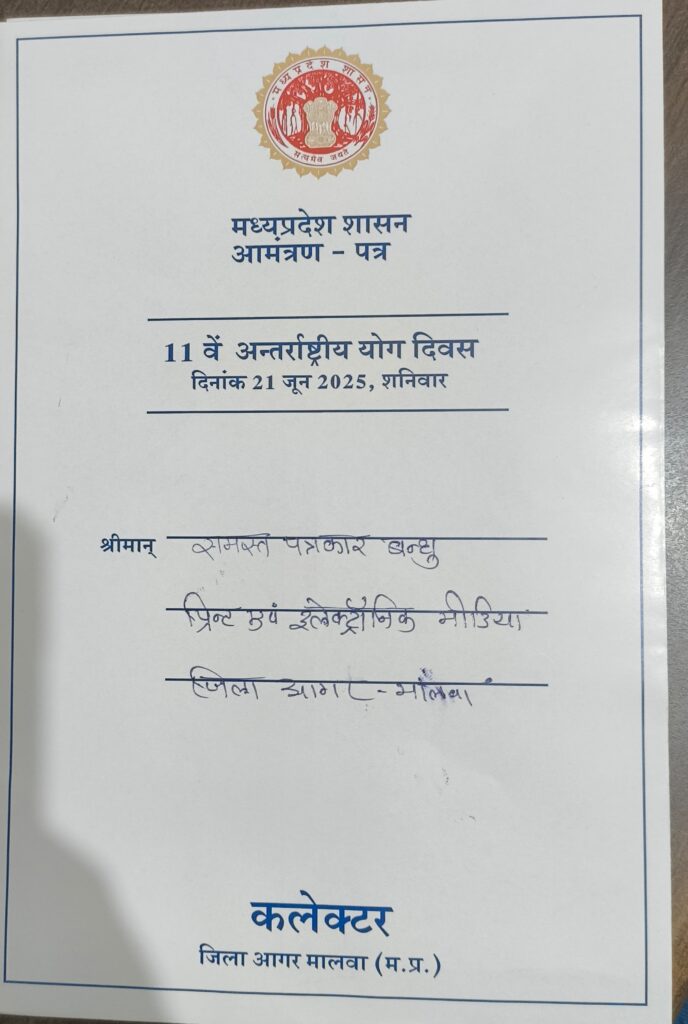 मध्यप्रदेश शासन
सत्यमेव जयते
मध्यप्रदेश शासन
आमंत्रण - पत्र
11 वें अन्तर्राष्ट्रीय योग दिवस
दिनांक 21 जून 2025, शनिवार
श्रीमान् समस्त पत्रकार बन्धु
प्रिन्ट एवं इलेक्ट्रॉनिक मीडिया
जिला आगर - मालवा
कलेक्टर
जिला आगर मालवा (म.प्र.)